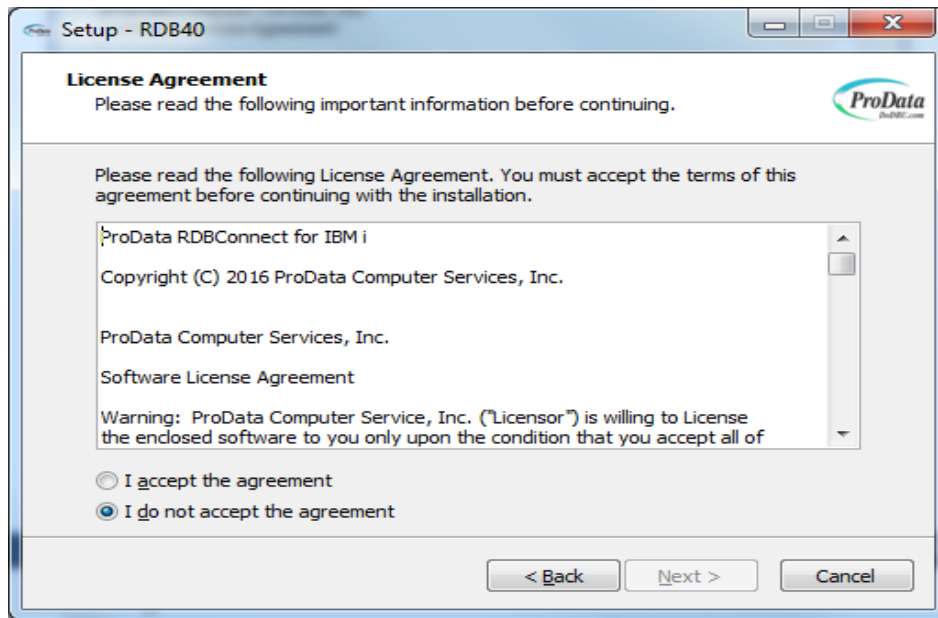 Setup - RDB40
License Agreement
Please read the following important information before continuing.
ProData
DoDBC.com
Please read the following License Agreement. You must accept the terms of this
agreement before continuing with the installation.
ProData RDBConnect for IBM i
Copyright (C) 2016 ProData Computer Services, Inc.
ProData Computer Services, Inc.
Software License Agreement
Warning: ProData Computer Service, Inc. ("Licensor") is willing to License
the enclosed software to you only upon the condition that you accept all of
I accept the agreement
I do not accept the agreement
< Back
Next >
Cancel